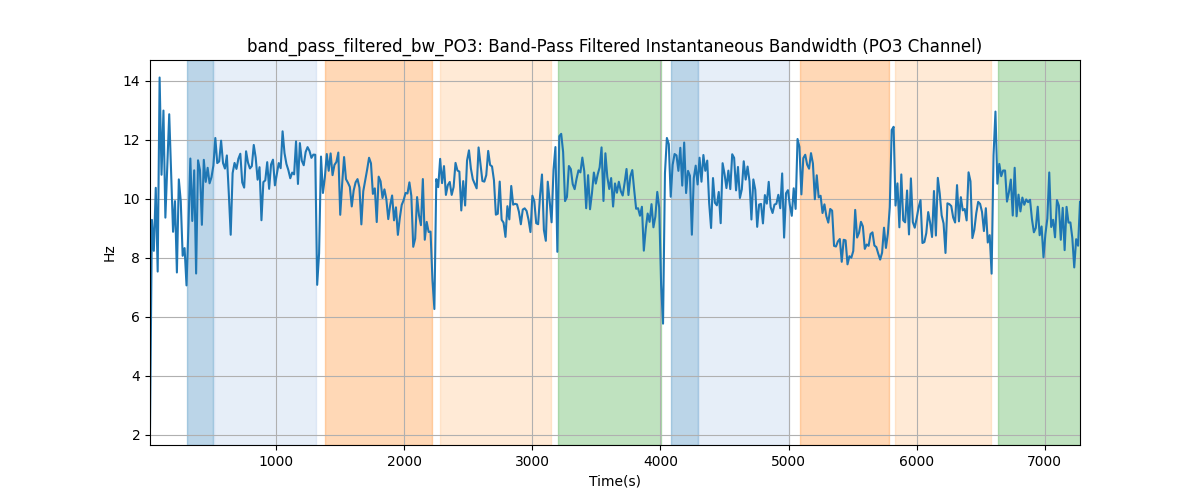 band_pass_filtered_bw_PO3: Band-Pass Filtered Instantaneous Bandwidth (PO3 Channel)
14
12
10
8
6
4
2
Hz
1000 2000 3000 4000 5000 6000 7000
Time(s)